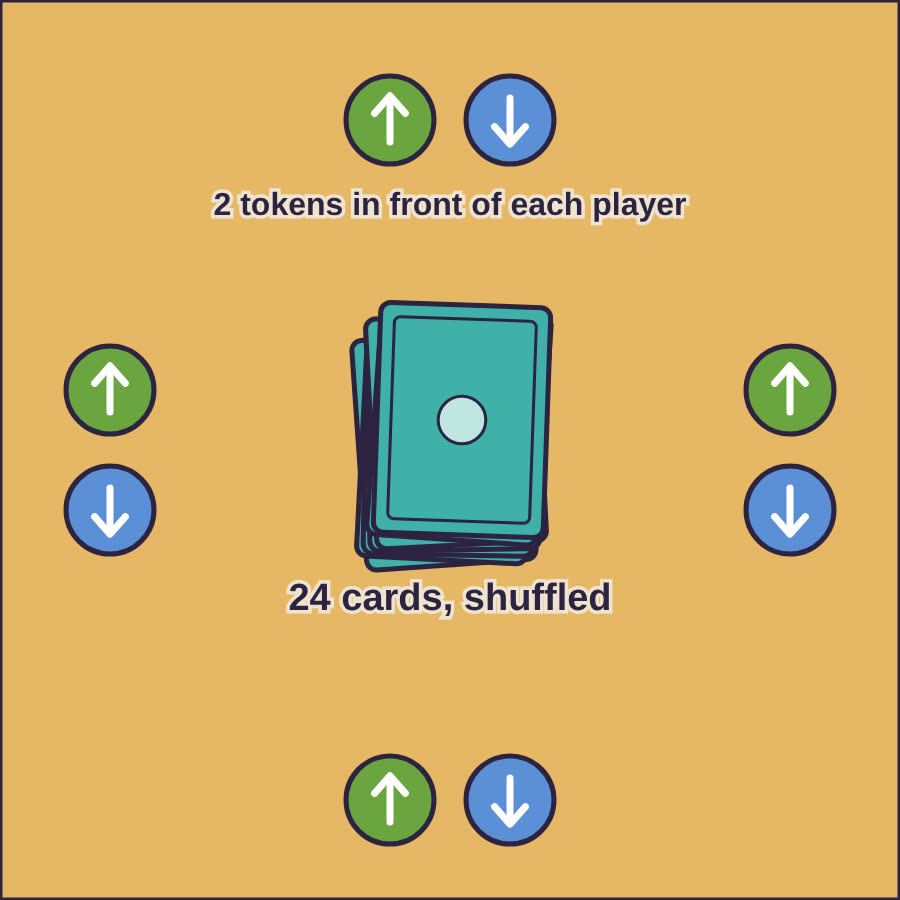 2 tokens in front of each player
24 cards, shuffled